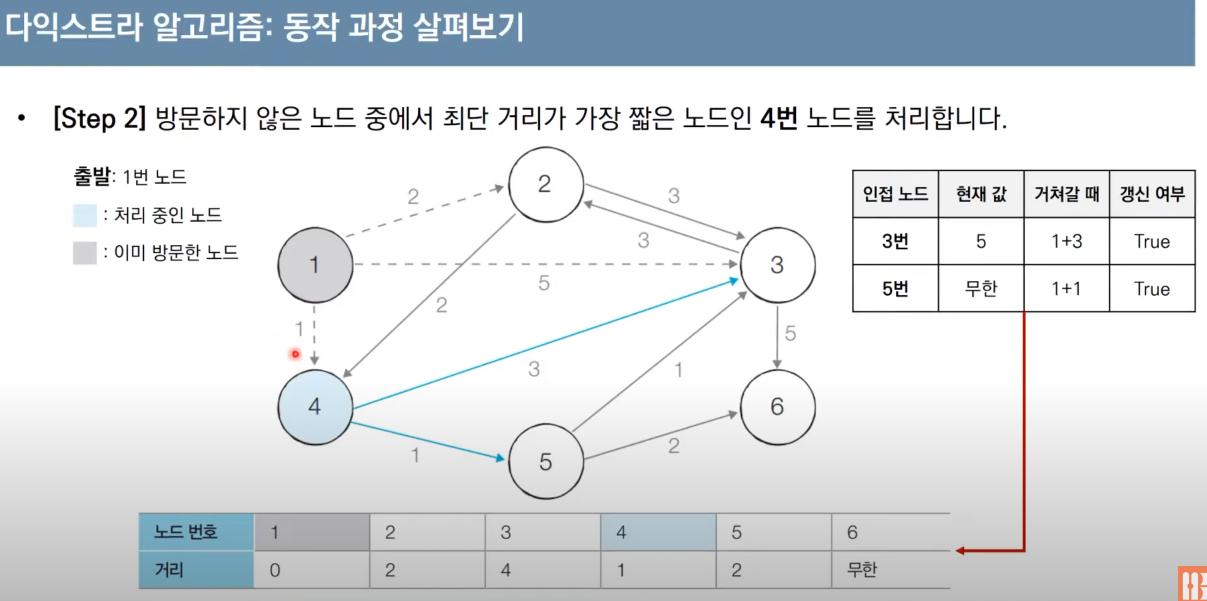 다익스트라 알고리즘: 동작 과정 살펴보기
• [Step 2] 방문하지 않은 노드 중에서 최단 거리가 가장 짧은 노드인 4번 노드를 처리합니다.
출발: 1번 노드
: 처리 중인 노드
: 이미 방문한 노드
2
2
3
3
1
5
3
2
1
5
3
1
4
6
1
5
2
인접 노드 현재 값 거쳐갈 때 갱신 여부
3번 5 1+3 True
5번 무한 1+1 True
노드 번호 1 2 3 4 5 6
거리 0 2 4 1 2 무한